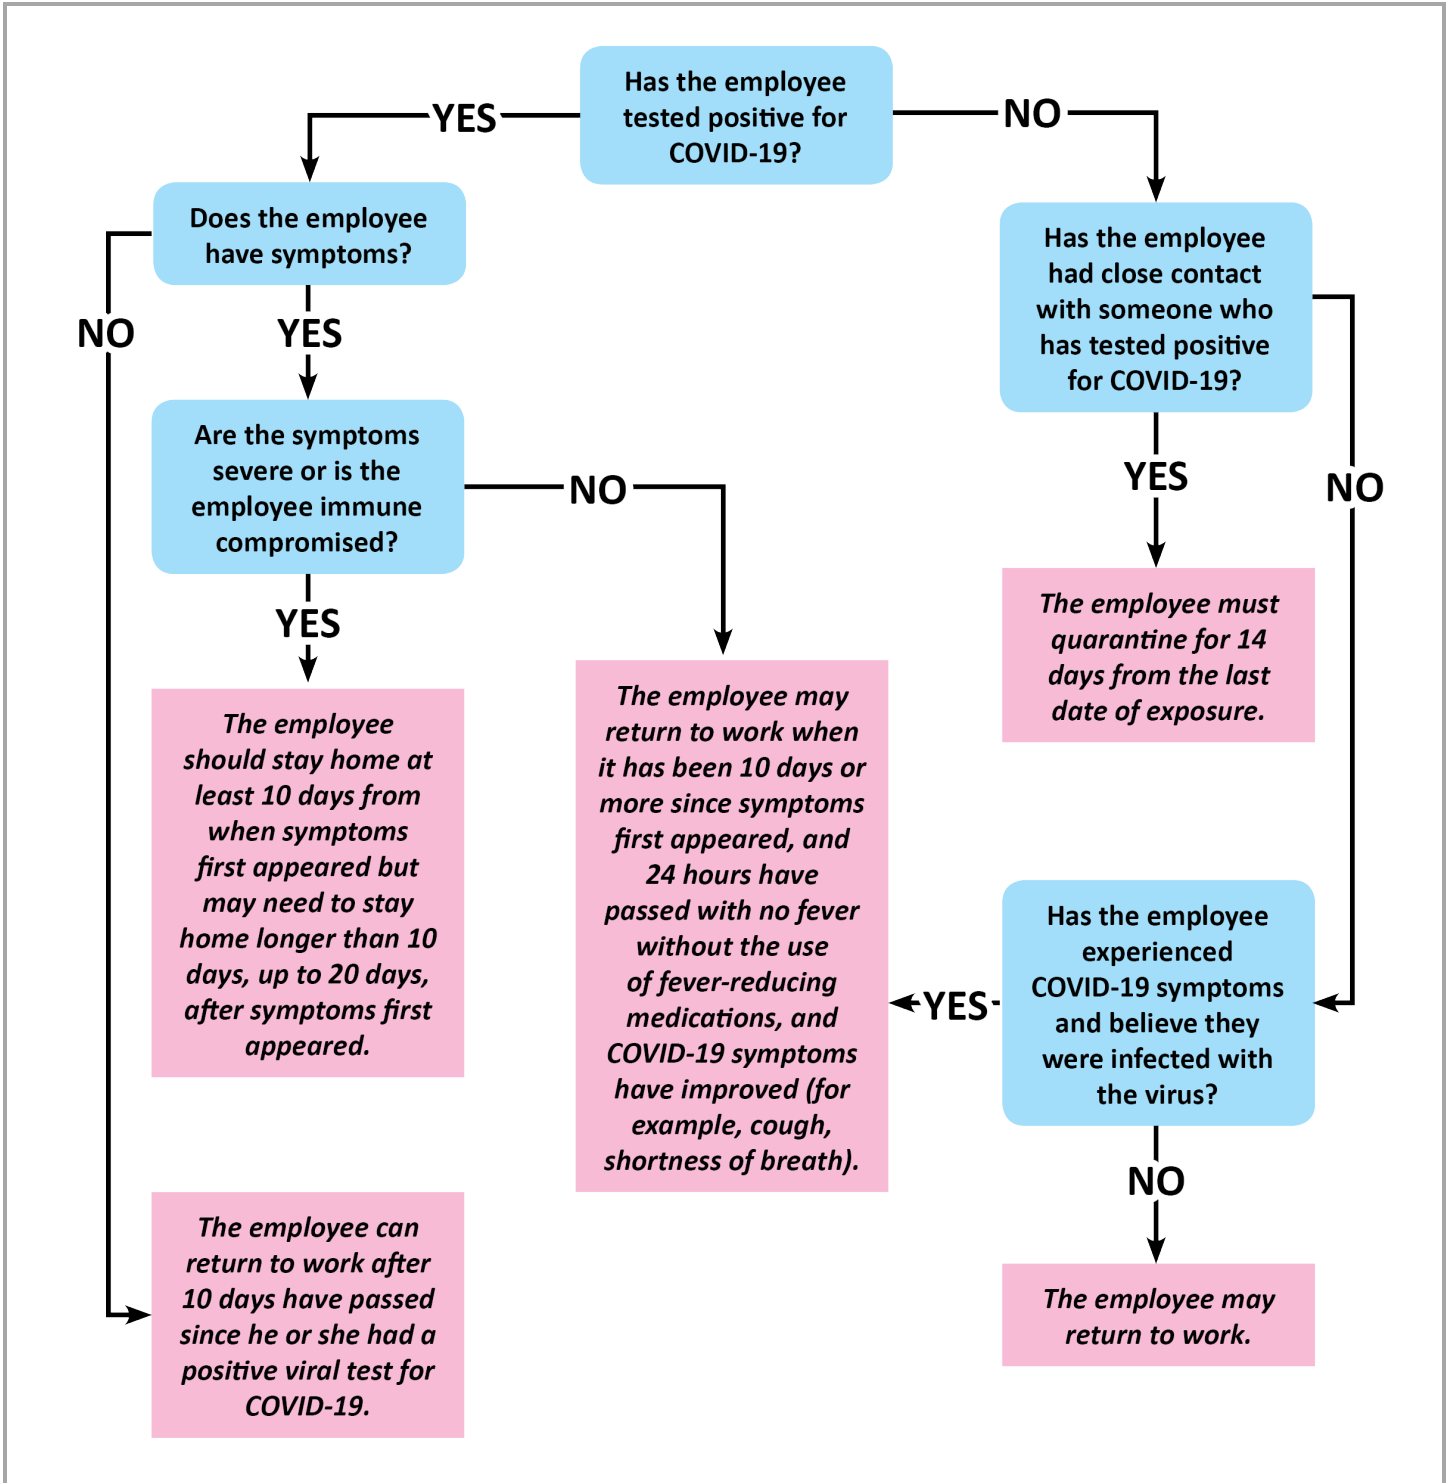 Has the employee
tested positive for
COVID-19?
YES
NO
Does the employee
have symptoms?
Has the employee
had close contact
with someone who
has tested positive
for COVID-19?
NO
YES
Are the symptoms
severe or is the
employee immune
compromised?
NO
YES
NO
YES
The employee must
quarantine for 14
days from the last
date of exposure.
The employee
should stay home at
least 10 days from
when symptoms
first appeared but
may need to stay
home longer than 10
days, up to 20 days,
after symptoms first
appeared.
The employee may
return to work when
it has been 10 days or
more since symptoms
first appeared, and
24 hours have
passed with no fever
without the use
of fever-reducing
medications, and
COVID-19 symptoms
have improved (for
example, cough,
shortness of breath).
YES
Has the employee
experienced
COVID-19 symptoms
and believe they
were infected with
the virus?
NO
The employee can
return to work after
10 days have passed
since he or she had a
positive viral test for
COVID-19.
The employee may
return to work.